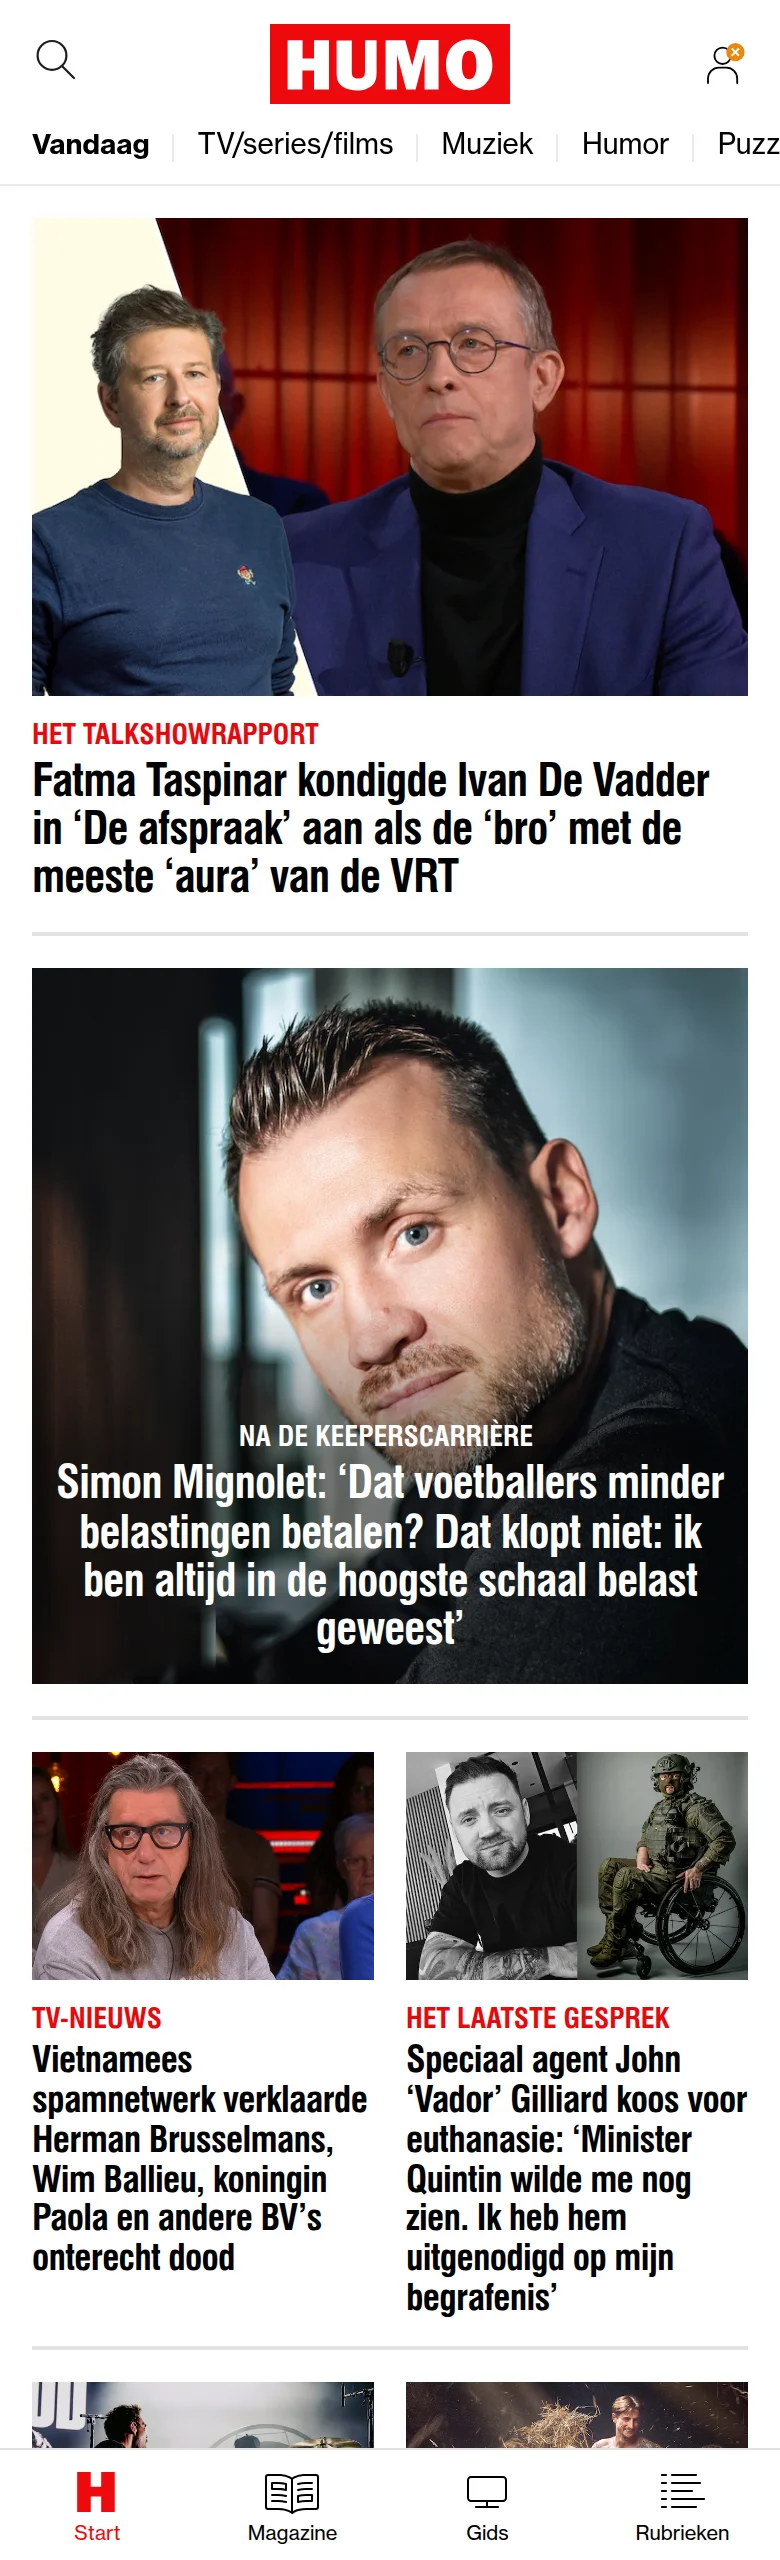 HUMO
Vandaag
TV/series/films
Muziek
Humor
Puzz
HET TALKSHOWRAPPORT
Fatma Taspinar kondigde Ivan De Vadder
in ‘De afspraak’ aan als de ‘bro’ met de
meeste ‘aura’ van de VRT
NA DE KEEPERSCARRIÈRE
Simon Mignolet: ‘Dat voetballers minder
belastingen betalen? Dat klopt niet: ik
ben altijd in de hoogste schaal belast
geweest’
TV-NIEUWS
Vietnamees
spamnetwerk verklaarde
Herman Brusselmans,
Wim Ballieu, koningin
Paola en andere BV’s
onterecht dood
HET LAATSTE GESPREK
Speciaal agent John
‘Vador’ Gilliard koos voor
euthanasie: ‘Minister
Quintin wilde me nog
zien. Ik heb hem
uitgenodigd op mijn
begrafenis’
H
Start
Magazine
Gids
Rubrieken